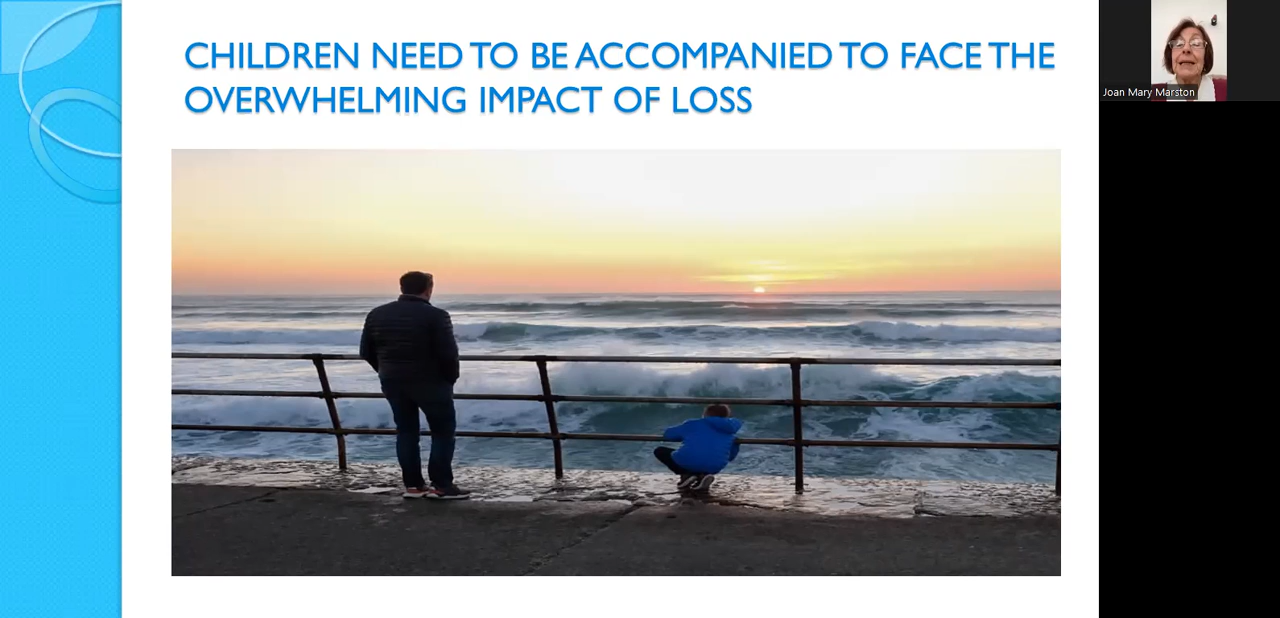 CHILDREN NEED TO BE ACCOMPANIED TO FACE THE
OVERWHELMING IMPACT OF LOSS
Joan Mary Marston